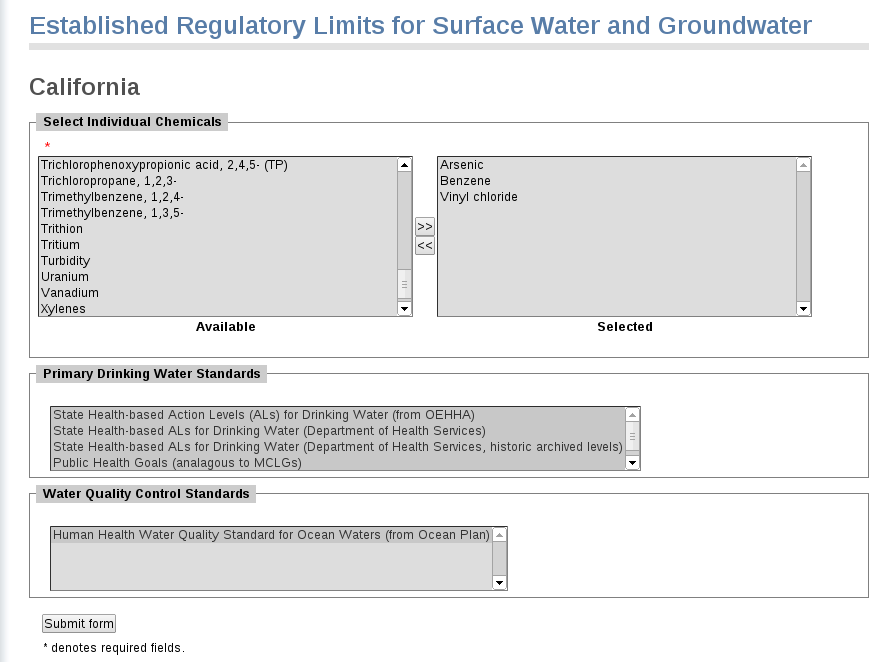 Established Regulatory Limits for Surface Water and Groundwater
California
Select Individual Chemicals
*
Trichlorophenoxypropionic acid, 2,4,5- (TP)
Trichloropropane, 1,2,3-
Trimethylbenzene, 1,2,4-
Trimethylbenzene, 1,3,5-
Trithion
Tritium
Turbidity
Uranium
Vanadium
Xylenes
Available
>>
<<
Arsenic
Benzene
Vinyl chloride
Selected
Primary Drinking Water Standards
State Health-based Action Levels (ALs) for Drinking Water (from OEHHA)
State Health-based ALs for Drinking Water (Department of Health Services)
State Health-based ALs for Drinking Water (Department of Health Services, historic archived levels)
Public Health Goals (analagous to MCLGs)
Water Quality Control Standards
Human Health Water Quality Standard for Ocean Waters (from Ocean Plan)
Submit form
* denotes required fields.